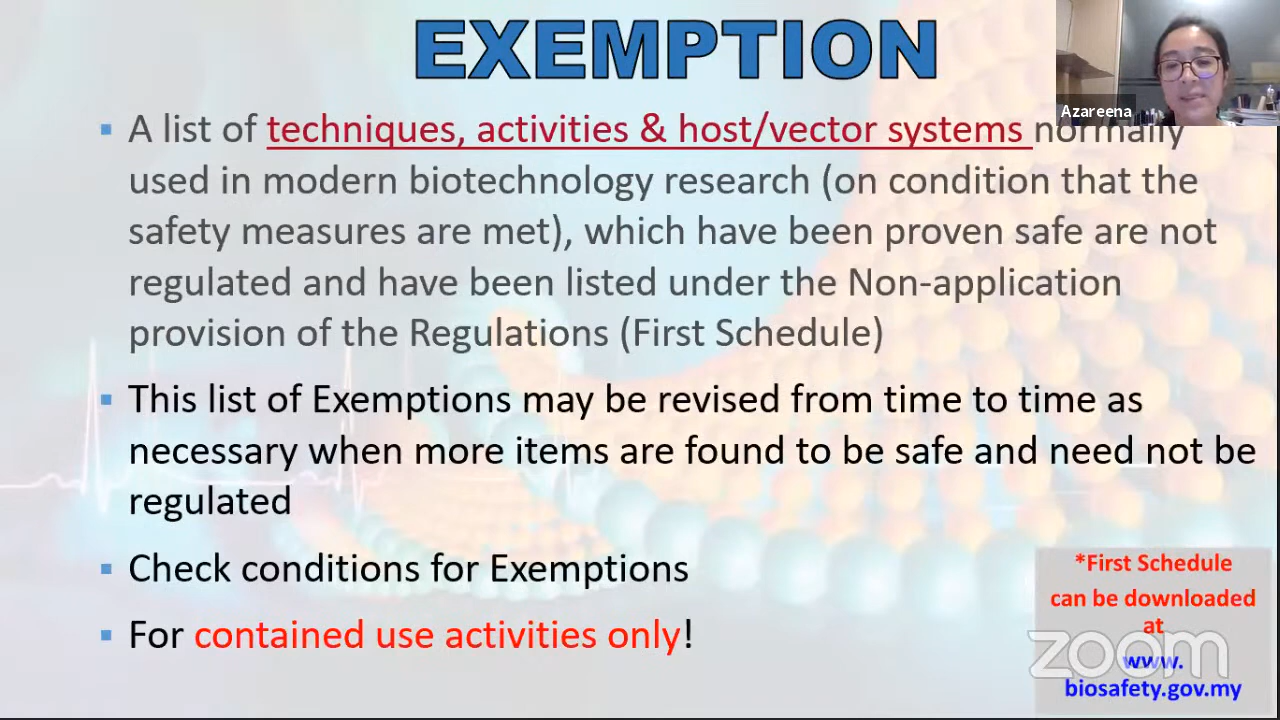 EXEMPTION
Azareena
A list of techniques, activities & host/vector systems normally
used in modern biotechnology research (on condition that the
safety measures are met), which have been proven safe are not
regulated and have been listed under the Non-application
provision of the Regulations (First Schedule)
This list of Exemptions may be revised from time to time as
necessary when more items are found to be safe and need not be
regulated
Check conditions for Exemptions
For contained use activities only!
*First Schedule
can be downloaded
at
www.
biosafety.gov.my
zoom